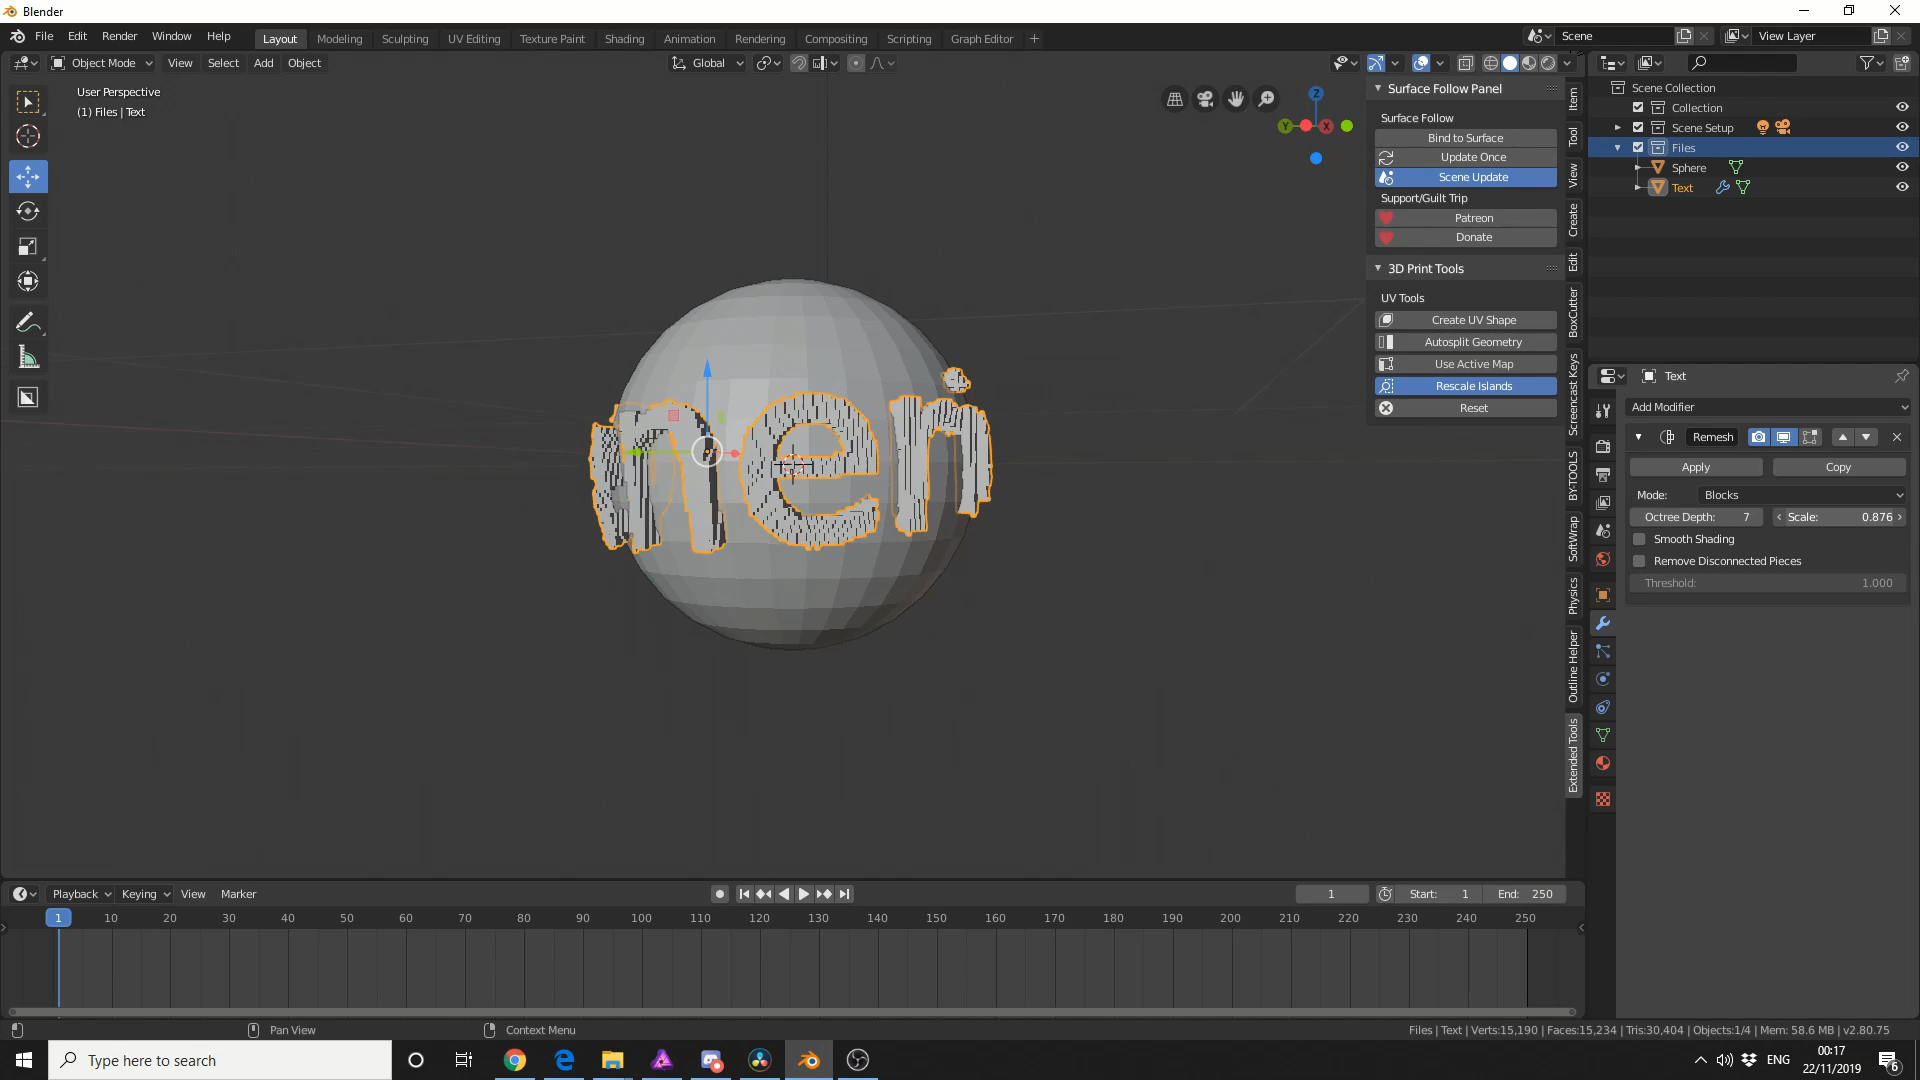 Blender
File Edit Render Window Help
Layout Modeling Sculpting UV Editing Texture Paint Shading Animation Rendering Compositing Scripting Graph Editor +
Scene
View Layer
Object Mode View Select Add Object
Global
User Perspective
(1) Files | Text
Z
Y X
men
Surface Follow Panel
Surface Follow
Bind to Surface
Update Once
Scene Update
Support/Guilt Trip
Patreon
Donate
3D Print Tools
UV Tools
Create UV Shape
Autosplit Geometry
Use Active Map
Rescale Islands
Reset
Item
Tool
View
Create
Edit
BoxCutter
Screencast Keys
BY-TOOLS
SoftWrap
Physics
Outline Helper
Extended Tools
Scene Collection
Collection
Scene Setup
Files
Sphere
Text
Text
Add Modifier
Remesh
Apply Copy
Mode: Blocks
Octree Depth: 7 Scale: 0.876
Smooth Shading
Remove Disconnected Pieces
Threshold: 1.000
Playback Keying View Marker
1 Start: 1 End: 250
1 10 20 30 40 50 60 70 80 90 100 110 120 130 140 150 160 170 180 190 200 210 220 230 240 250
Pan View Context Menu
Files | Text | Verts:15,190 | Faces:15,234 | Tris:30,404 | Objects:1/4 | Mem: 58.6 MB | v2.80.75
Type here to search
ENG
00:17
22/11/2019
6